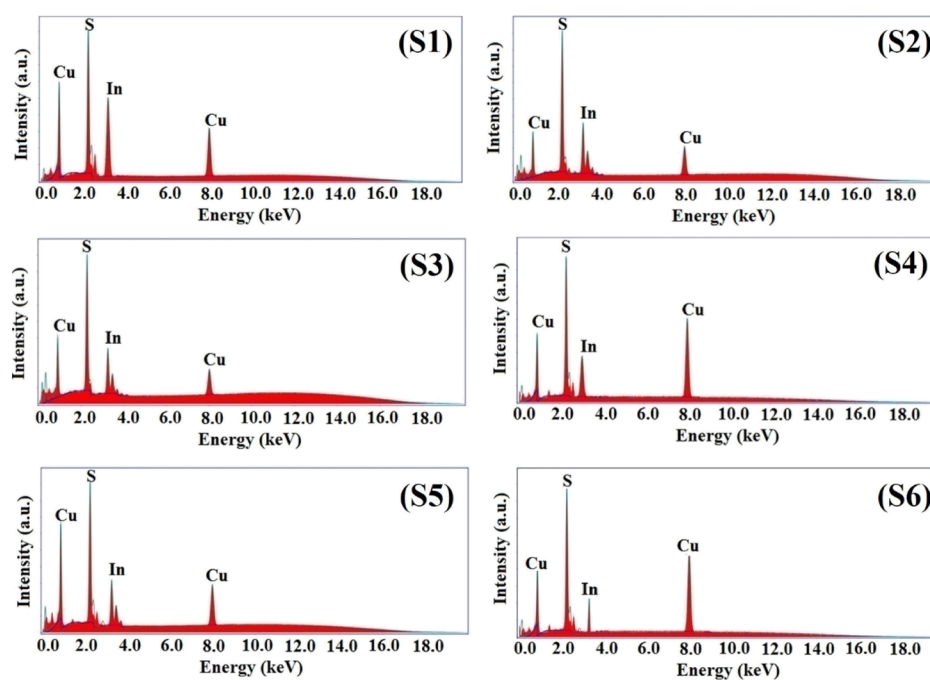 (S1)
Intensity (a.u.)
Cu
S
In
Cu
0.0 2.0 4.0 6.0 8.0 10.0 12.0 14.0 16.0 18.0
Energy (keV)
(S2)
Intensity (a.u.)
Cu
S
In
Cu
0.0 2.0 4.0 6.0 8.0 10.0 12.0 14.0 16.0 18.0
Energy (keV)
(S3)
Intensity (a.u.)
Cu
S
In
Cu
0.0 2.0 4.0 6.0 8.0 10.0 12.0 14.0 16.0 18.0
Energy (keV)
(S4)
Intensity (a.u.)
Cu
S
In
Cu
0.0 2.0 4.0 6.0 8.0 10.0 12.0 14.0 16.0 18.0
Energy (keV)
(S5)
Intensity (a.u.)
Cu
S
In
Cu
0.0 2.0 4.0 6.0 8.0 10.0 12.0 14.0 16.0 18.0
Energy (keV)
(S6)
Intensity (a.u.)
Cu
S
In
Cu
0.0 2.0 4.0 6.0 8.0 10.0 12.0 14.0 16.0 18.0
Energy (keV)